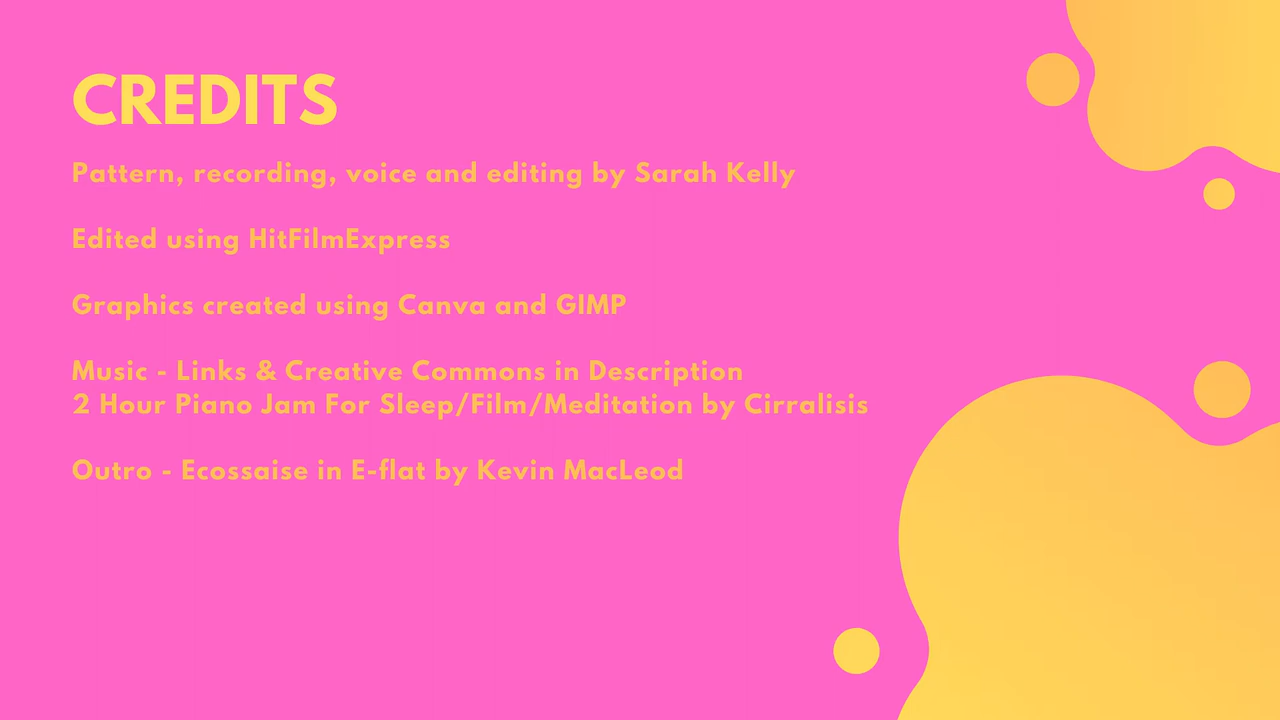 CREDITS
Pattern, recording, voice and editing by Sarah Kelly
Edited using HitFilmExpress
Graphics created using Canva and GIMP
Music - Links & Creative Commons in Description
2 Hour Piano Jam For Sleep/Film/Meditation by Cirralisis
Outro - Ecossaise in E-flat by Kevin MacLeod